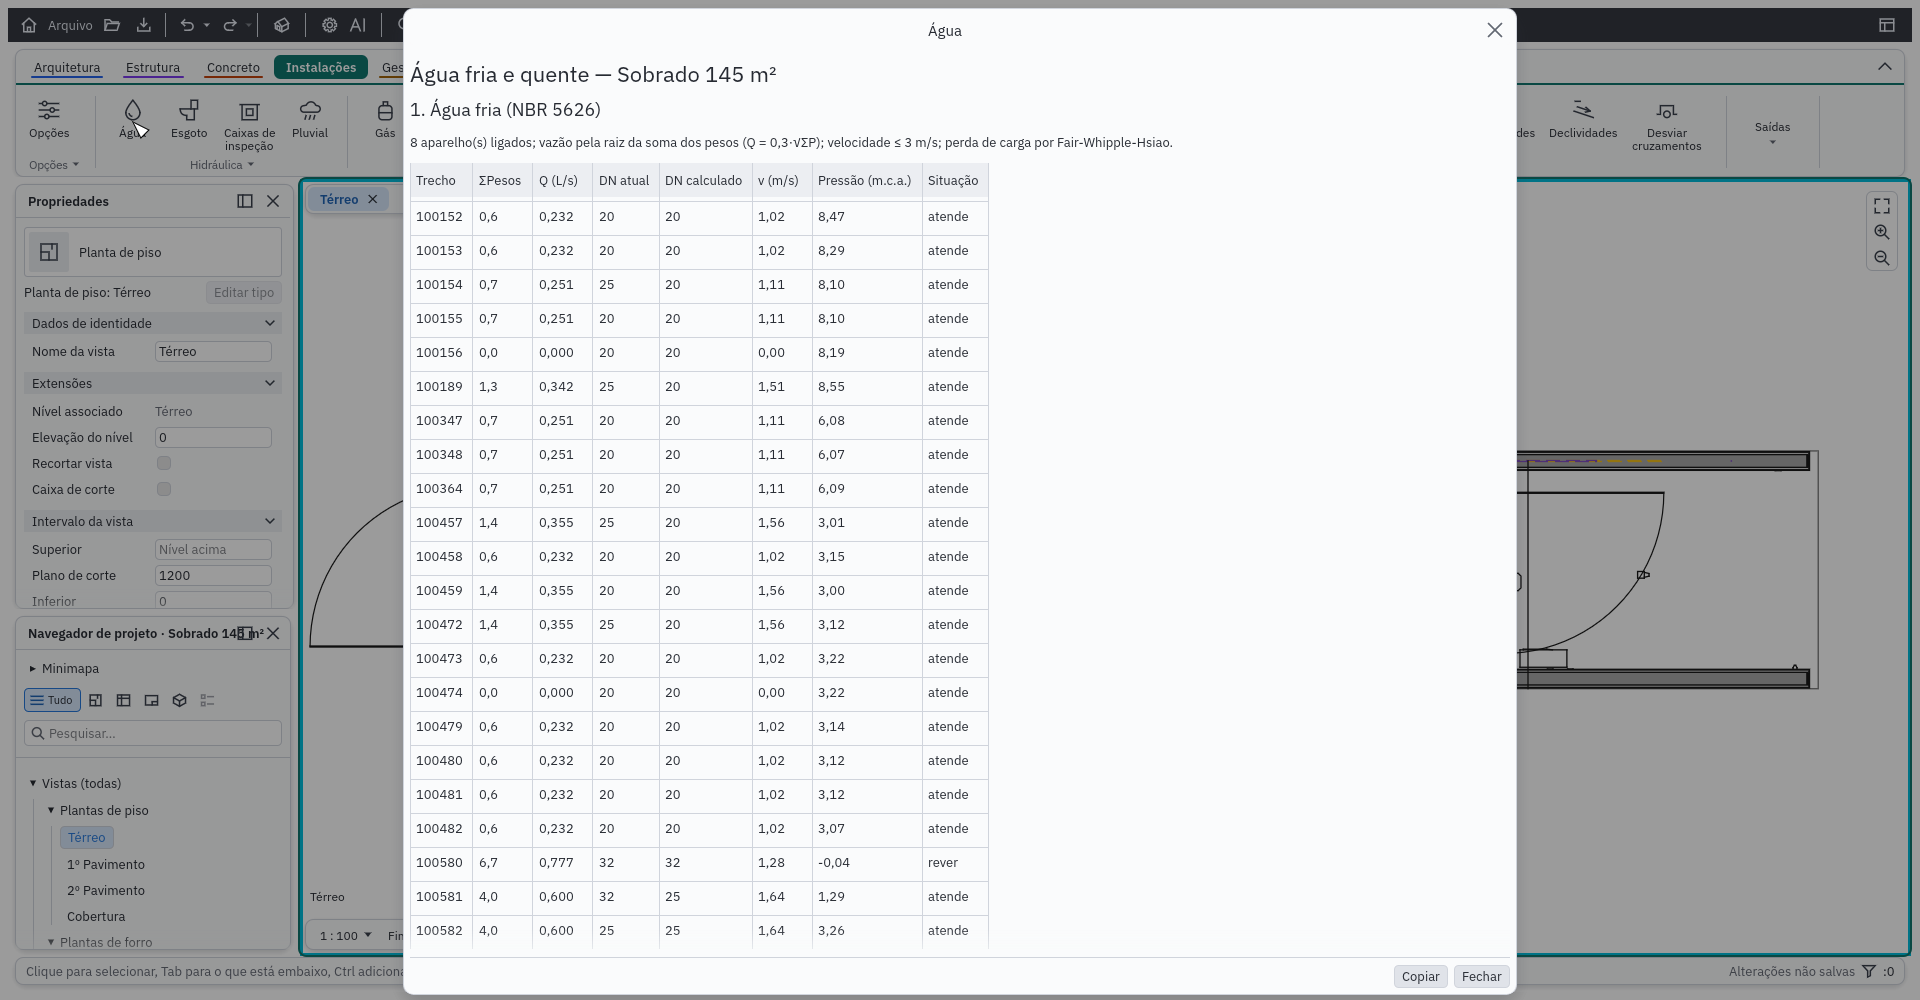 Arquivo
AI
Água
Arquitetura
Estrutura
Concreto
Instalações
Opções
Esgoto
Caixas de inspeção
Pluvial
Gás
Declividades
Desviar cruzamentos
Saídas
Opções
Hidráulica
Propriedades
Planta de piso
Planta de piso: Térreo
Editar tipo
Dados de identidade
Nome da vista Térreo
Extensões
Nível associado Térreo
Elevação do nível 0
Recortar vista
Caixa de corte
Intervalo da vista
Superior Nível acima
Plano de corte 1200
Inferior 0
Navegador de projeto · Sobrado 145 m²
Minimapa
Tudo
Pesquisar...
Vistas (todas)
Plantas de piso
Térreo
1º Pavimento
2º Pavimento
Cobertura
Plantas de forro
Térreo
Térreo
1 : 100
Água fria e quente — Sobrado 145 m²
1. Água fria (NBR 5626)
8 aparelho(s) ligados; vazão pela raiz da soma dos pesos (Q = 0,3·√ΣP); velocidade ≤ 3 m/s; perda de carga por Fair-Whipple-Hsiao.
Trecho ΣPesos Q (L/s) DN atual DN calculado v (m/s) Pressão (m.c.a.) Situação
100152 0,6 0,232 20 20 1,02 8,47 atende
100153 0,6 0,232 20 20 1,02 8,29 atende
100154 0,7 0,251 25 20 1,11 8,10 atende
100155 0,7 0,251 20 20 1,11 8,10 atende
100156 0,0 0,000 20 20 0,00 8,19 atende
100189 1,3 0,342 25 20 1,51 8,55 atende
100347 0,7 0,251 20 20 1,11 6,08 atende
100348 0,7 0,251 20 20 1,11 6,07 atende
100364 0,7 0,251 20 20 1,11 6,09 atende
100457 1,4 0,355 25 20 1,56 3,01 atende
100458 0,6 0,232 20 20 1,02 3,15 atende
100459 1,4 0,355 20 20 1,56 3,00 atende
100472 1,4 0,355 25 20 1,56 3,12 atende
100473 0,6 0,232 20 20 1,02 3,22 atende
100474 0,0 0,000 20 20 0,00 3,22 atende
100479 0,6 0,232 20 20 1,02 3,14 atende
100480 0,6 0,232 20 20 1,02 3,12 atende
100481 0,6 0,232 20 20 1,02 3,12 atende
100482 0,6 0,232 20 20 1,02 3,07 atende
100580 6,7 0,777 32 32 1,28 -0,04 rever
100581 4,0 0,600 32 25 1,64 1,29 atende
100582 4,0 0,600 25 25 1,64 3,26 atende
Copiar
Fechar
Clique para selecionar, Tab para o que está embaixo, Ctrl
Alterações não salvas
:0